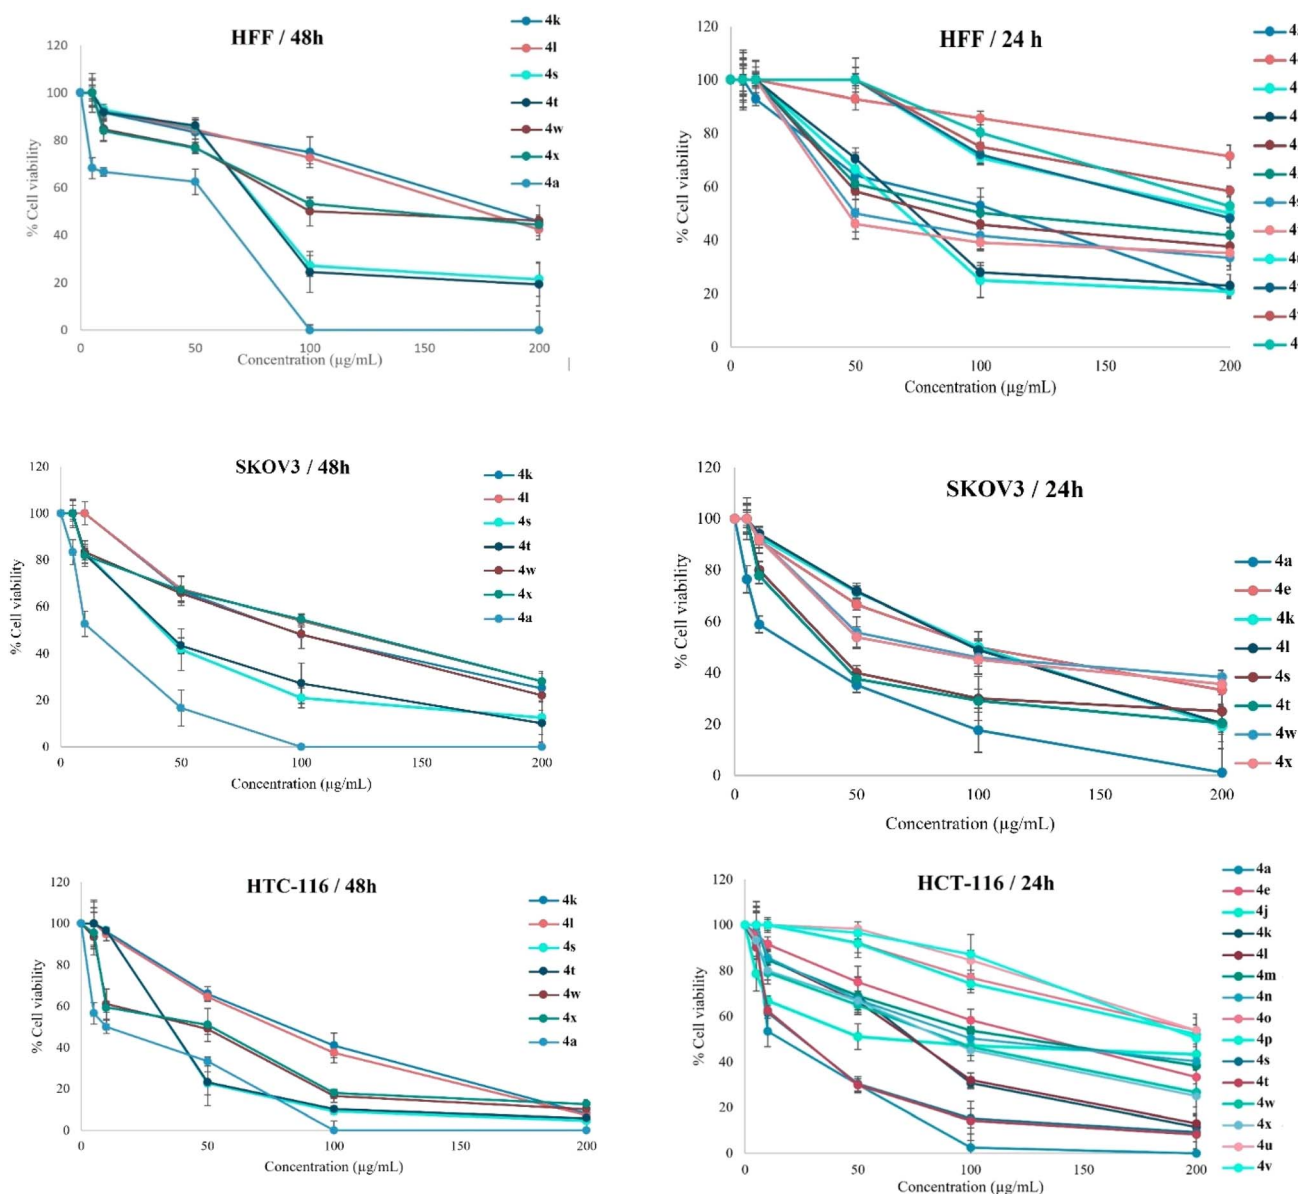 HFF / 48h
120
100
80
60
40
20
0
% Cell viability
0 50 100 150 200
Concentration (µg/mL)
4k
4l
4s
4t
4w
4x
4a
HFF / 24 h
120
100
80
60
40
20
0
% Cell viability
0 50 100 150 200
Concentration (µg/mL)
SKOV3 / 48h
120
100
80
60
40
20
0
% Cell viability
0 50 100 150 200
Concentration (µg/mL)
4k
4l
4s
4t
4w
4x
4a
SKOV3 / 24h
120
100
80
60
40
20
0
% Cell viability
0 50 100 150 200
Concentration (µg/mL)
4a
4e
4k
4l
4s
4t
4w
4x
HTC-116 / 48h
120
100
80
60
40
20
0
% Cell viability
0 50 100 150 200
Concentration (µg/mL)
4k
4l
4s
4t
4w
4x
4a
HCT-116 / 24h
120
100
80
60
40
20
0
% Cell viability
0 50 100 150 200
Concentration (µg/mL)
4a
4e
4j
4k
4l
4m
4n
4o
4p
4s
4t
4w
4x
4u
4v